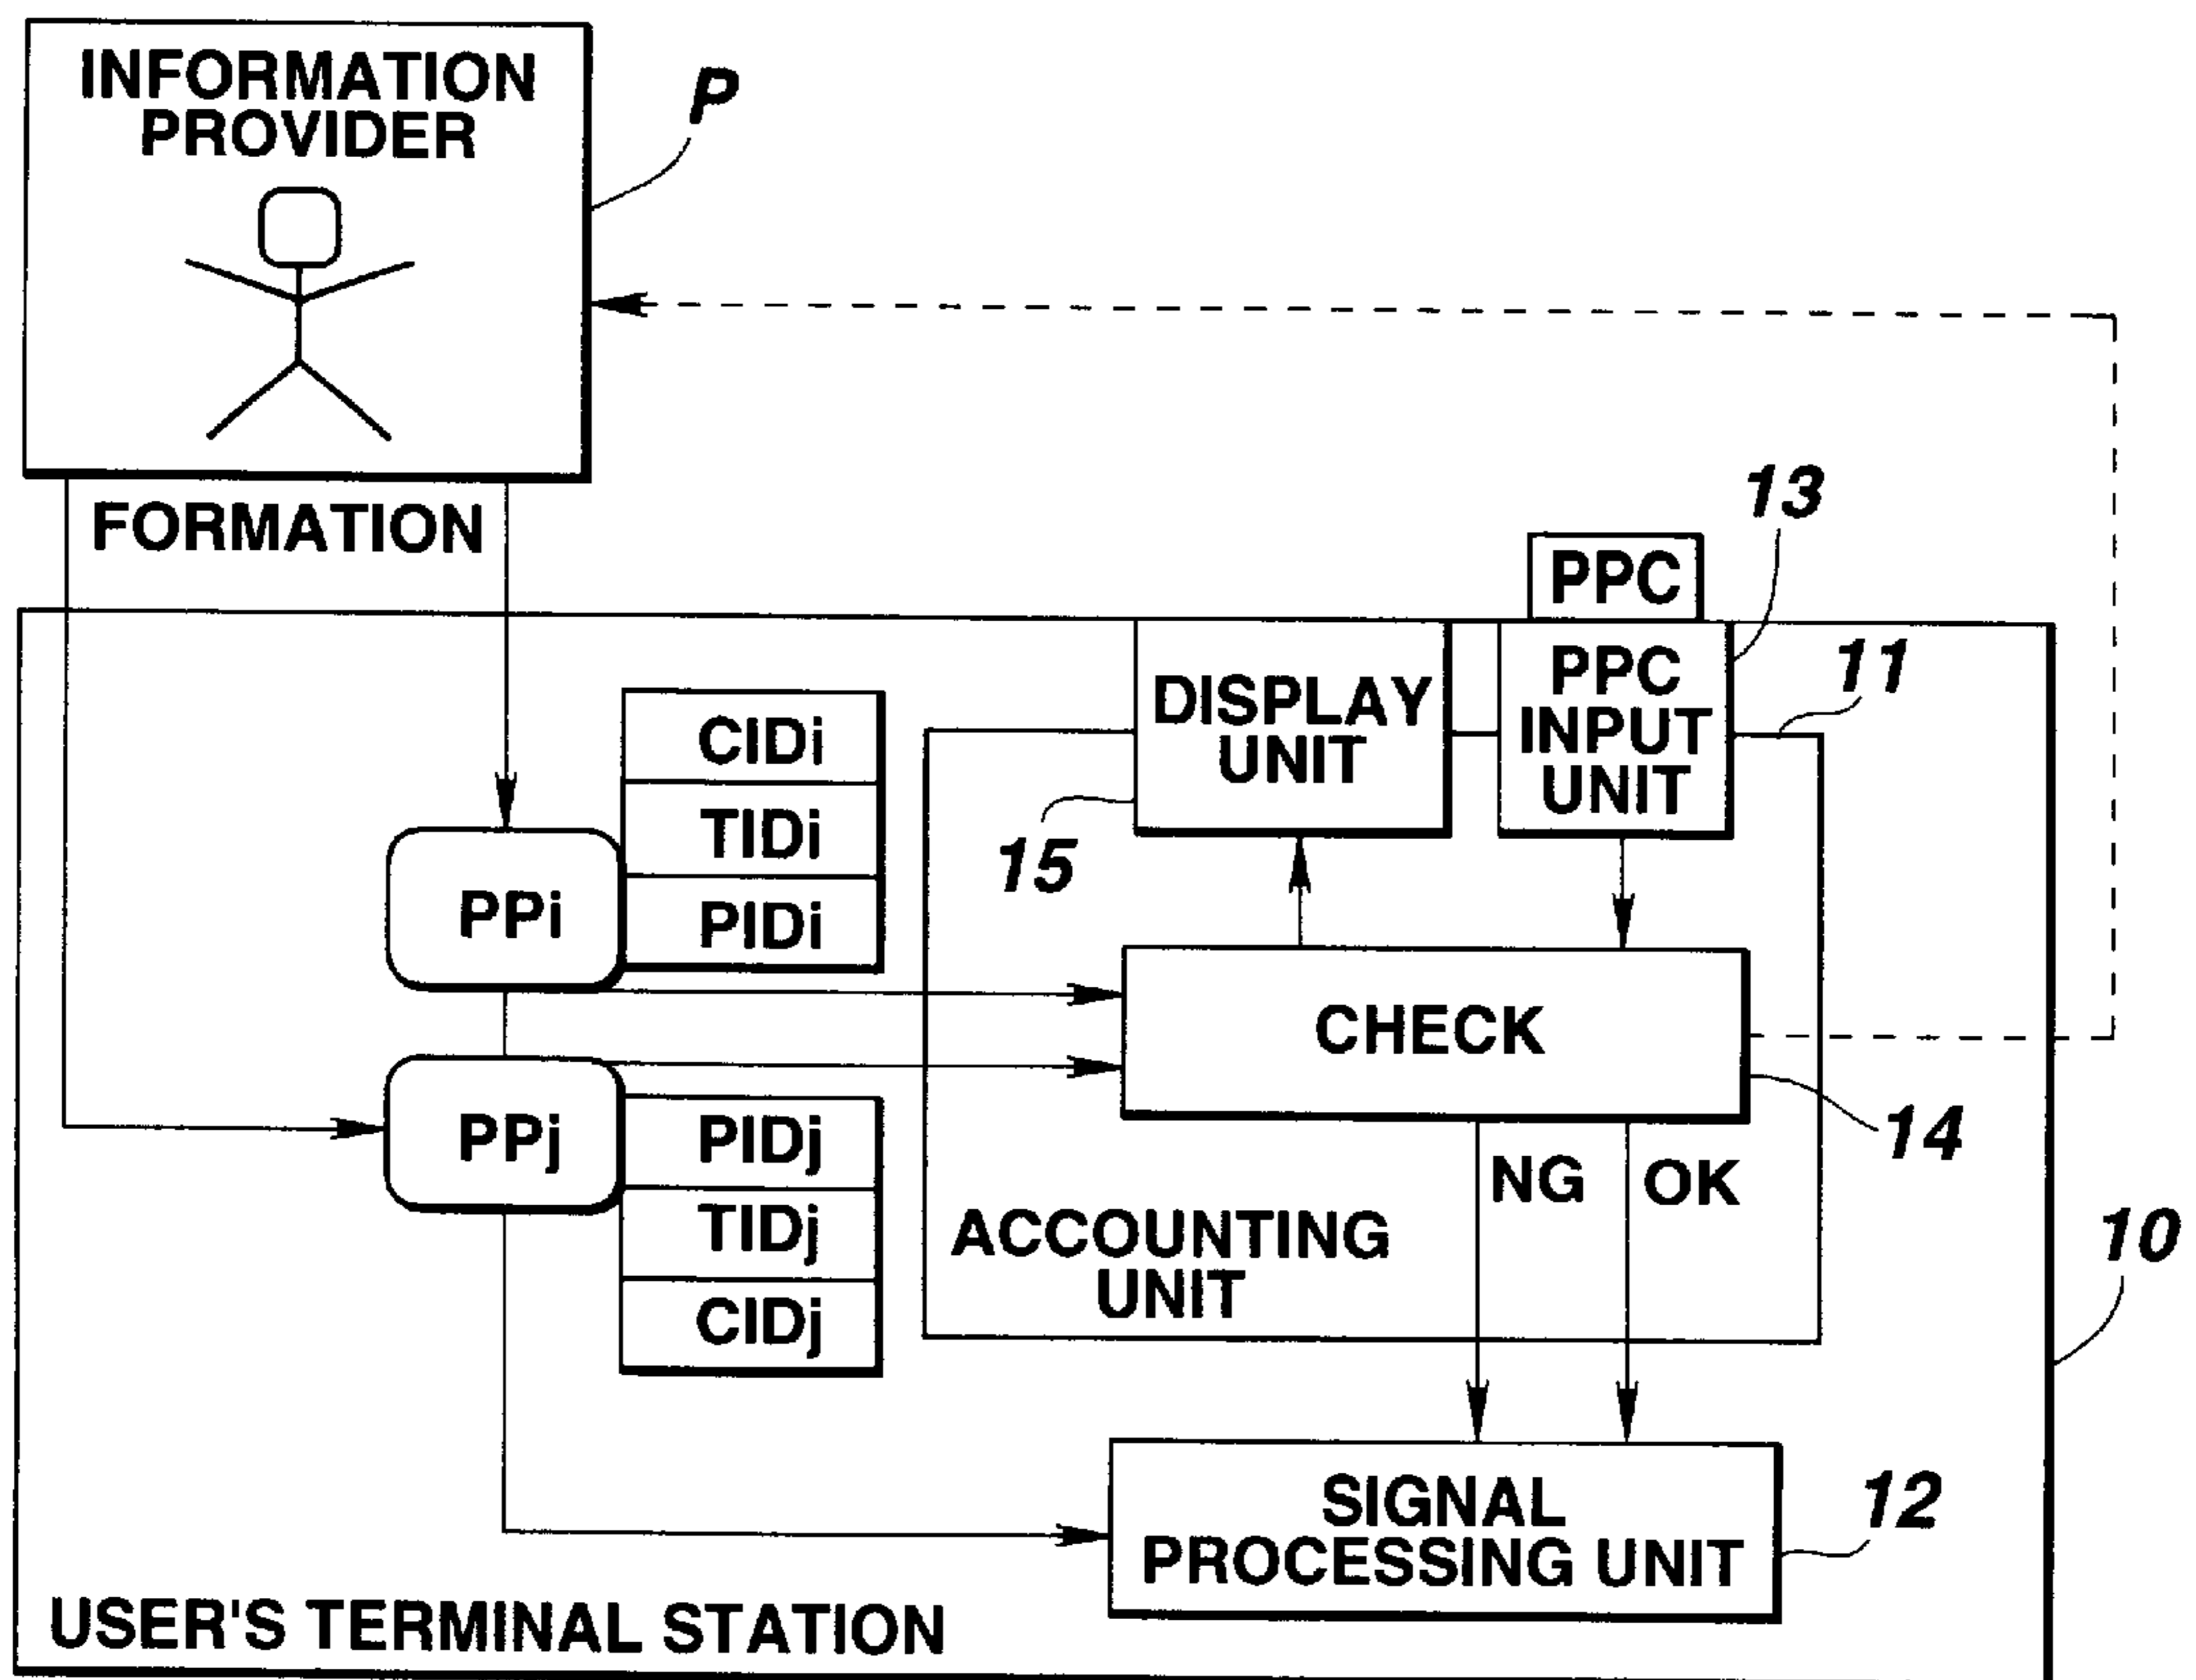 INFORMATION
PROVIDER
P
FORMATION
13
PPC
11
DISPLAY
UNIT
PPC
INPUT
UNIT
CIDi
TIDi
PIDi
15
PPi
CHECK
PPj
PIDj
TIDj
CIDj
14
NG
OK
ACCOUNTING
UNIT
10
SIGNAL
PROCESSING UNIT
12
USER'S TERMINAL STATION